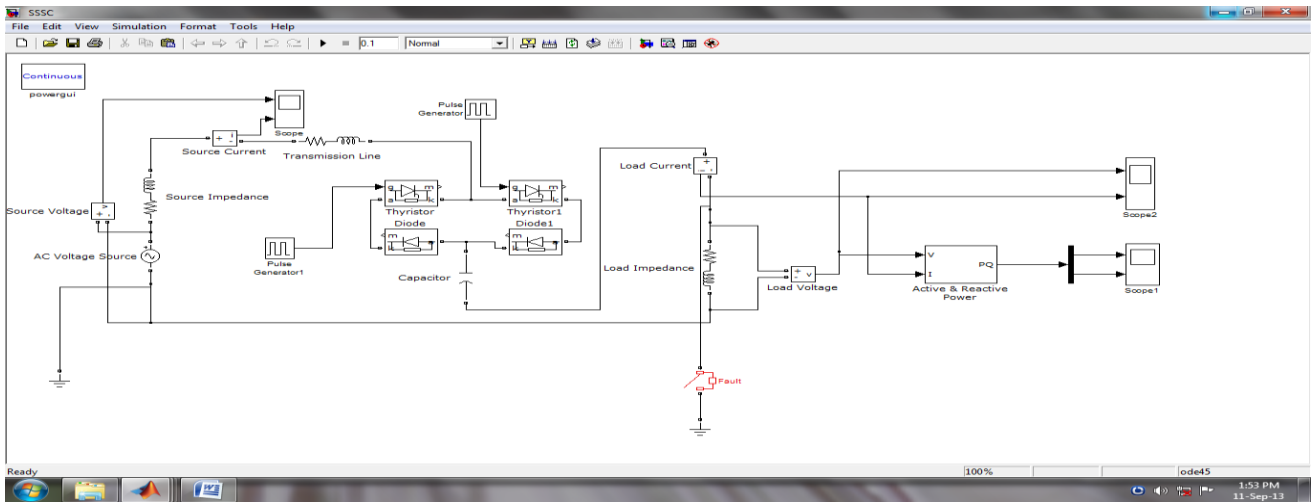 SSSC
File Edit View Simulation Format Tools Help
0.1 Normal
Continuous
powergui
Scope
Source Current
Transmission Line
Pulse
Generator
Source Impedance
Source Voltage
AC Voltage Source
Pulse
Generator1
g m
a k
Thyristor
g m
a k
Thyristor1
Diode
Diode1
Capacitor
Load Current
Load Impedance
Load Voltage
V
I
PQ
Active & Reactive
Power
Scope2
Scope1
Fault
Ready
100%
ode45
1:53 PM
11-Sep-13